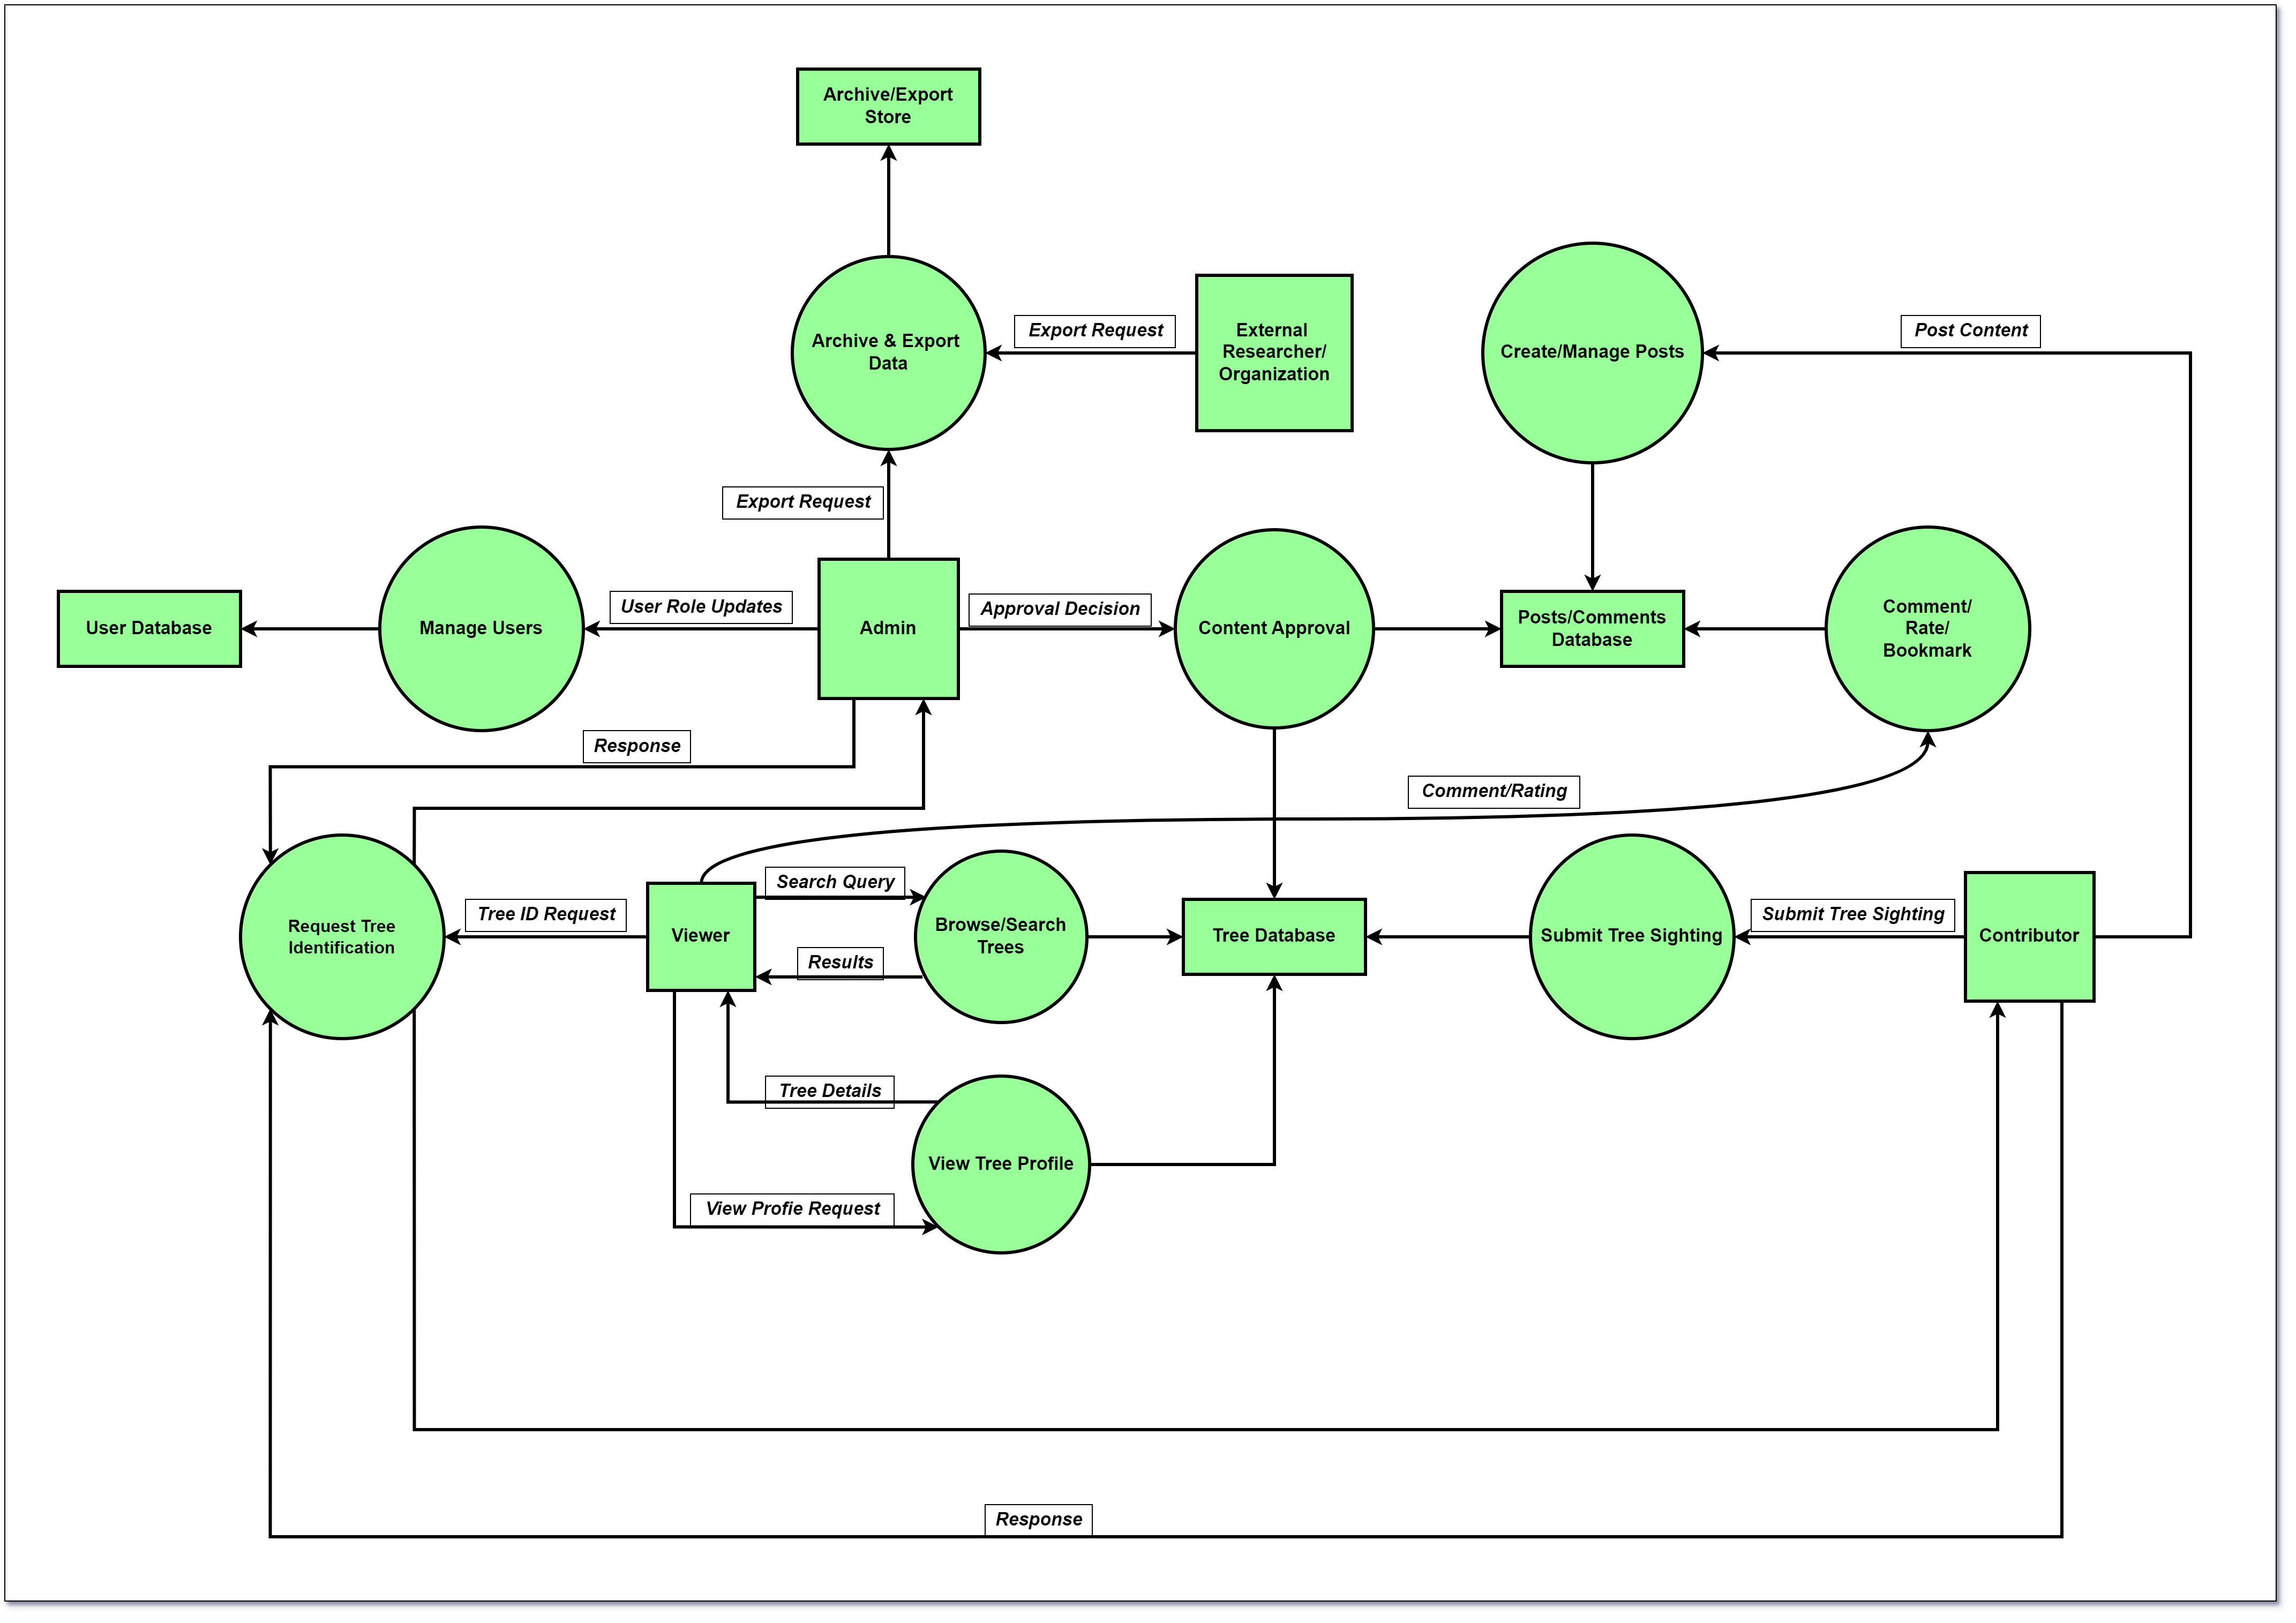 Archive/Export
Store
Archive & Export
Data
Export Request
External
Researcher/
Organization
Create/Manage Posts
Post Content
Export Request
User Database
Manage Users
User Role Updates
Admin
Approval Decision
Content Approval
Posts/Comments
Database
Comment/
Rate/
Bookmark
Response
Comment/Rating
Request Tree
Identification
Tree ID Request
Viewer
Search Query
Results
Browse/Search
Trees
Tree Database
Submit Tree Sighting
Submit Tree Sighting
Contributor
Tree Details
View Tree Profile
View Profie Request
Response